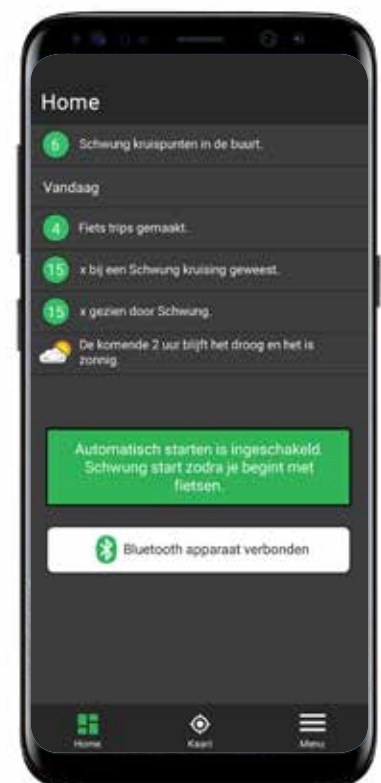 Home
6 Schwung kruispunten in de buurt.
Vandaag
4 Fiets trips gemaakt.
15 x bij een Schwung kruising geweest.
15 x gezien door Schwung.
De komende 2 uur blijft het droog en het is
zonnig.
Automatisch starten is ingeschakeld.
Schwung start zodra je begint met
fietsen.
Bluetooth apparaat verbonden
Home Kaart Menu